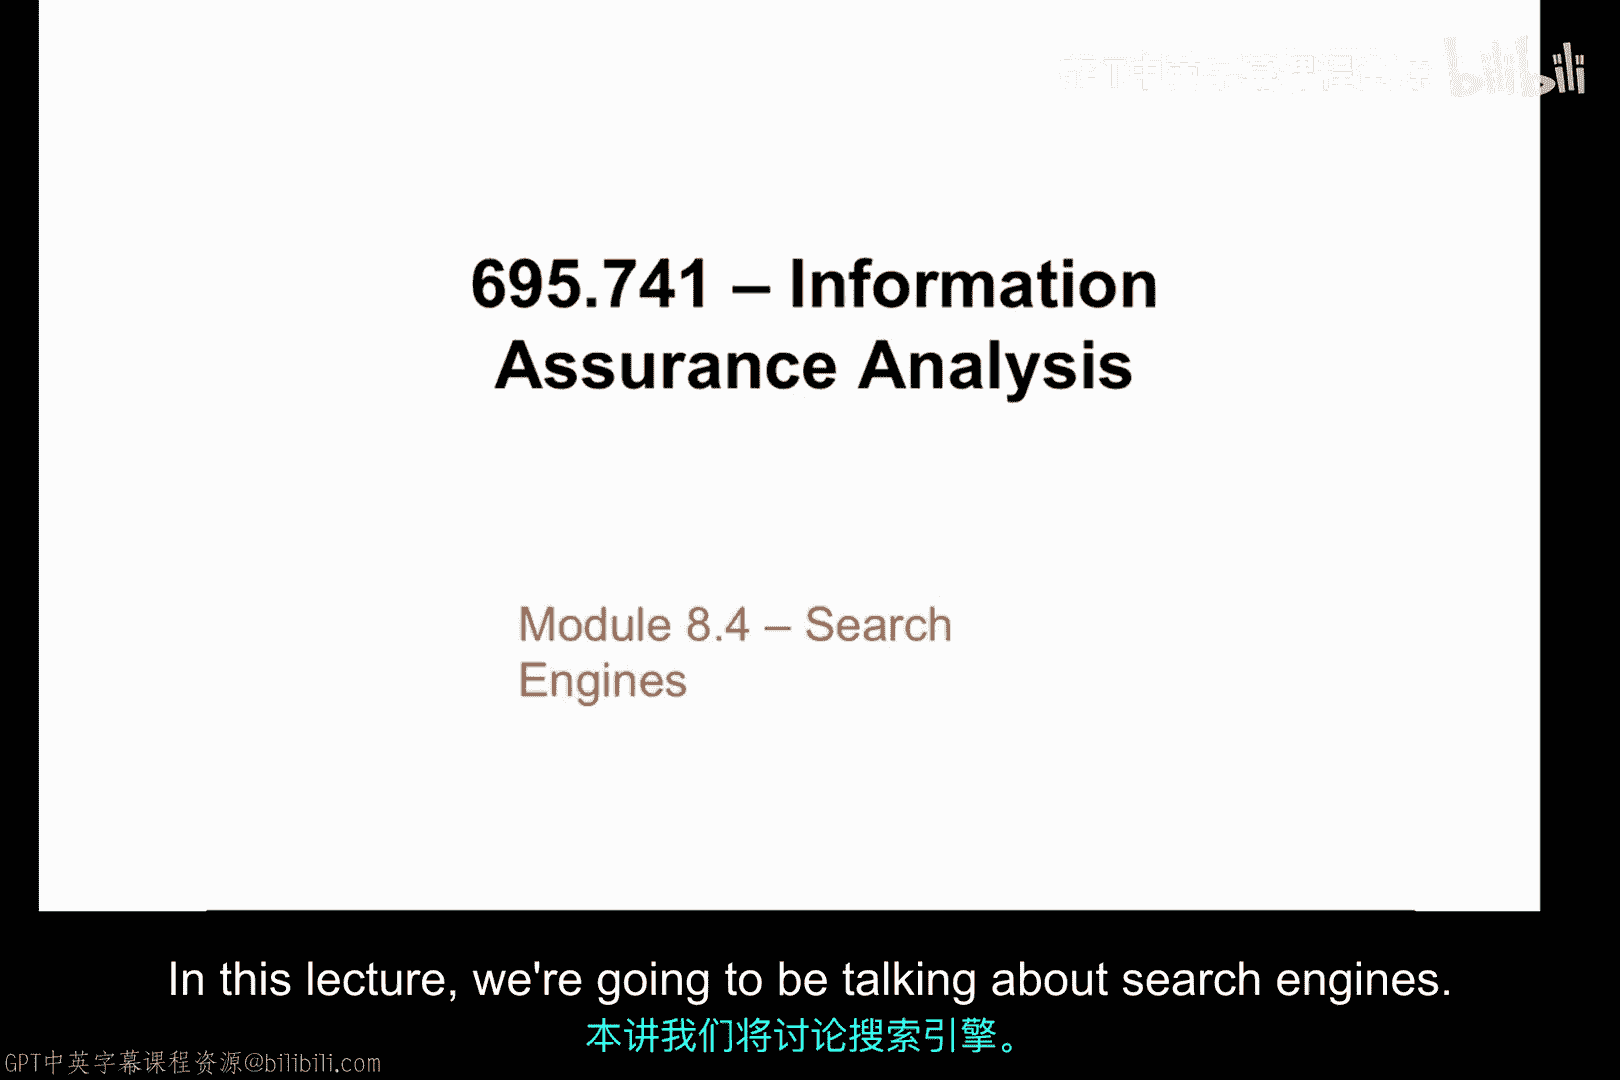 bilibili
695.741 – Information
Assurance Analysis
Module 8.4 – Search
Engines
In this lecture, we're going to be talking about search engines.
本讲我们将讨论搜索引擎。
GPT中英字幕课程资源@bilibili.com